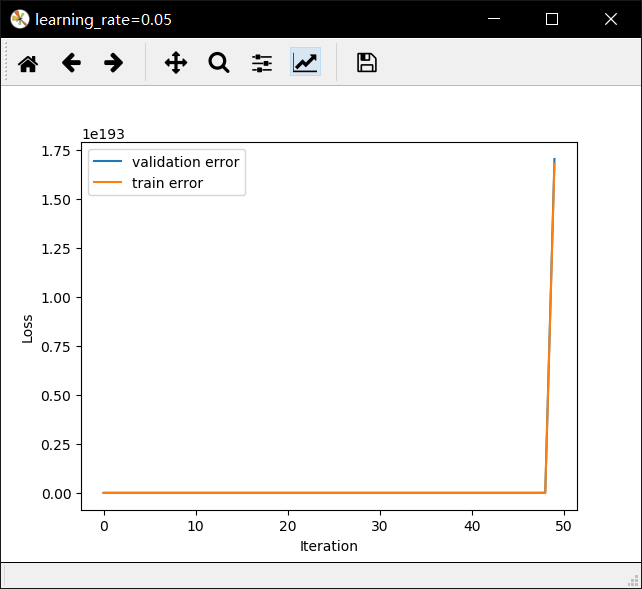 learning_rate=0.05
1e193
validation error
train error
1.75
1.50
1.25
1.00
0.75
0.50
0.25
0.00
Loss
0 10 20 30 40 50
Iteration